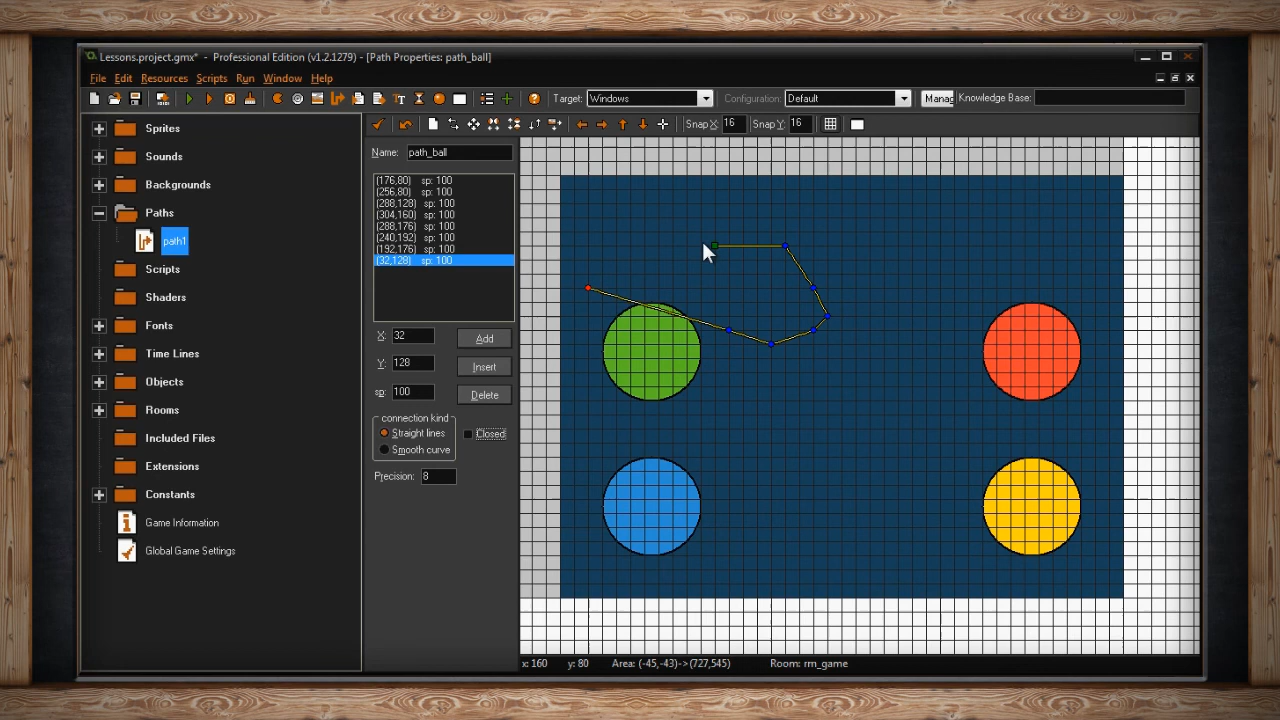 Lessons.project.gmx* - Professional Edition (v1.2.1279) - [Path Properties: path_ball]
File Edit Resources Scripts Run Window Help
Target: Windows Configuration: Default Manag Knowledge Base:
Snap X: 16 Snap Y: 16
Sprites
Sounds
Backgrounds
Paths
path1
Scripts
Shaders
Fonts
Time Lines
Objects
Rooms
Included Files
Extensions
Constants
Game Information
Global Game Settings
Name: path_ball
(176,80) sp: 100
(256,80) sp: 100
(288,128) sp: 100
(304,160) sp: 100
(288,176) sp: 100
(240,192) sp: 100
(192,176) sp: 100
(32,128) sp: 100
X: 32 Add
Y: 128 Insert
sp: 100 Delete
connection kind
Straight lines Closed
Smooth curve
Precision: 8
x: 160 y: 80 Area: (-45,-43)->(727,545) Room: rm_game